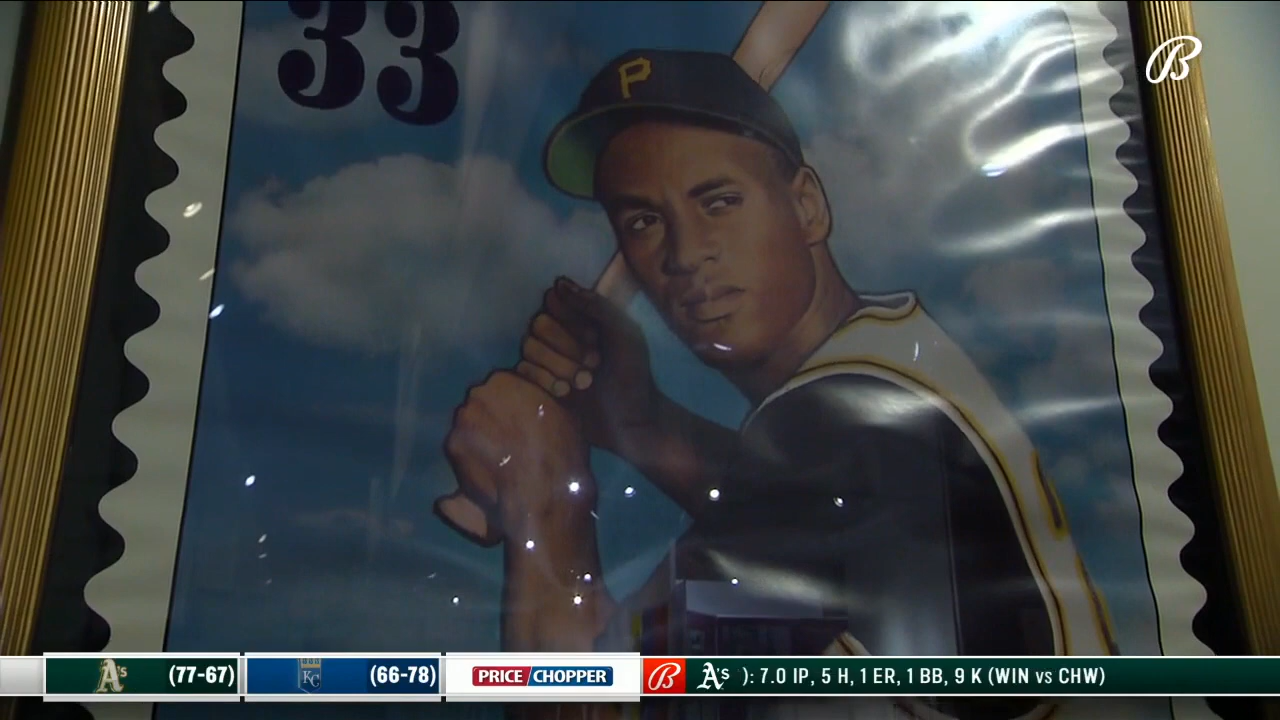 33
P
B
A's (77-67)
KC (66-78)
PRICE CHOPPER
B A's ): 7.0 IP, 5 H, 1 ER, 1 BB, 9 K (WIN vs CHW)